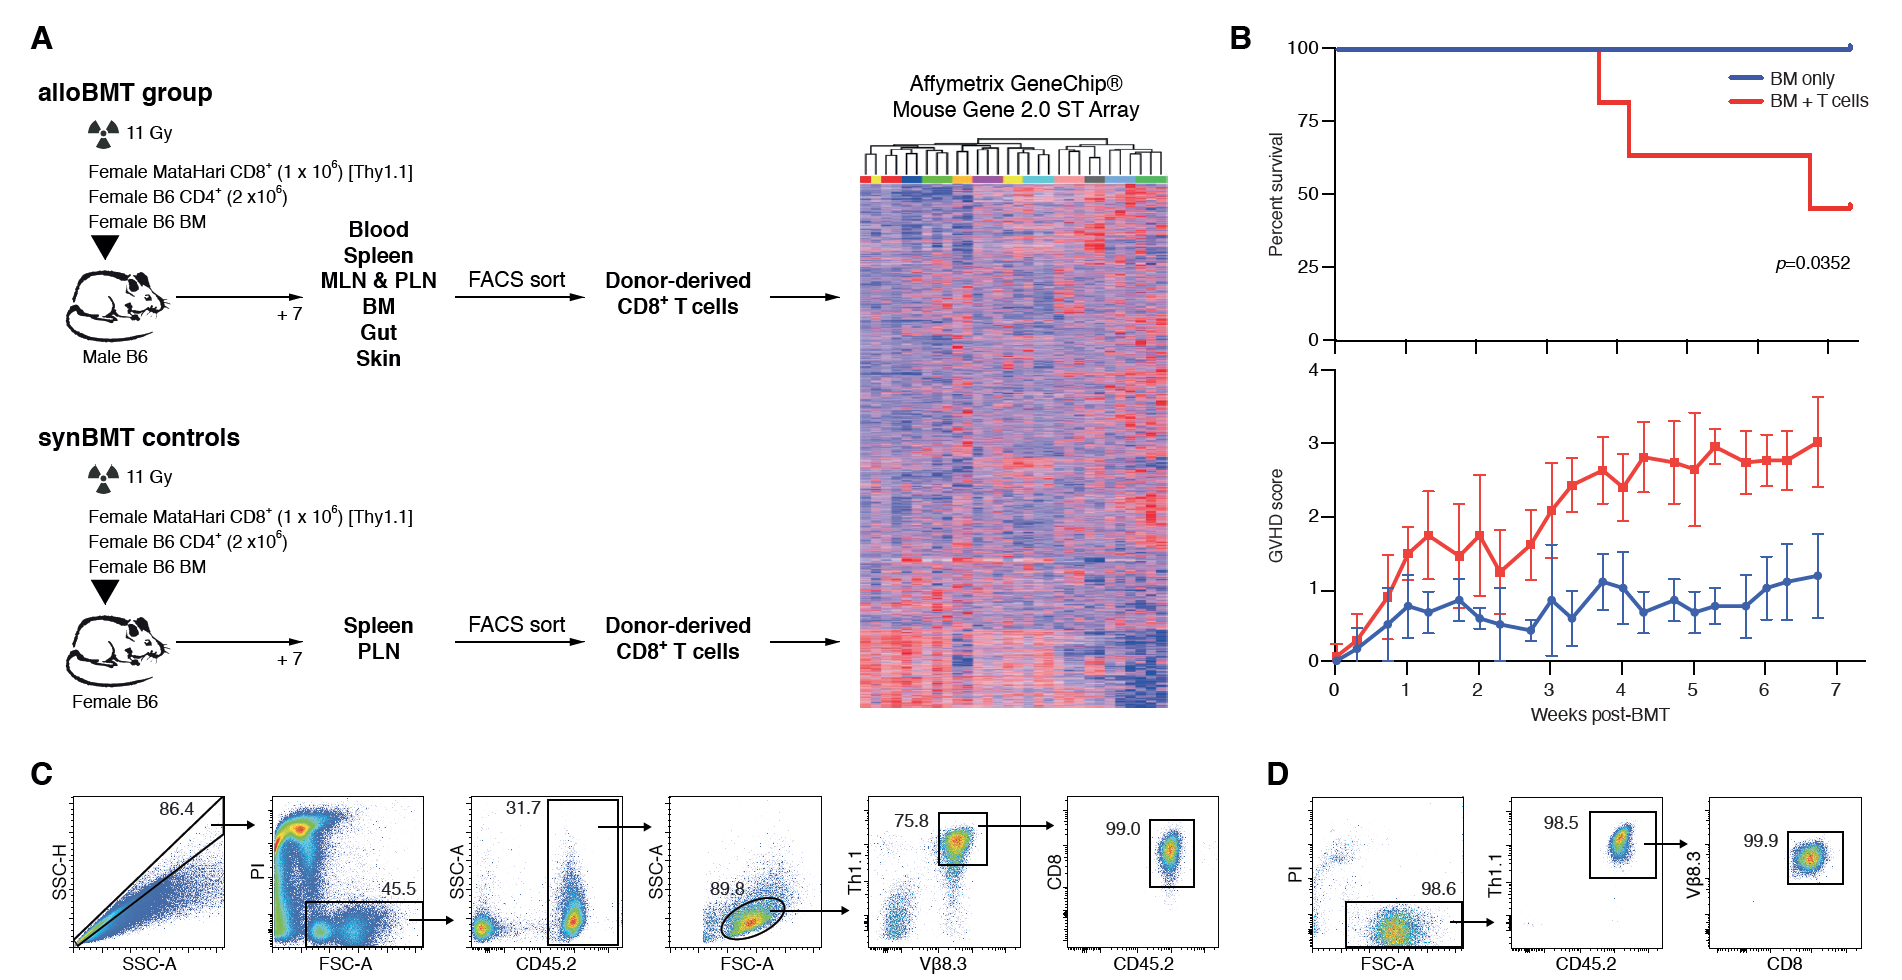 A
alloBMT group
11 Gy
Female MataHari CD8⁺ (1 x 10⁶) [Thy1.1]
Female B6 CD4⁺ (2 x10⁶)
Female B6 BM
Male B6
+ 7
Blood
Spleen
MLN & PLN
BM
Gut
Skin
FACS sort
Donor-derived
CD8⁺ T cells
Affymetrix GeneChip®
Mouse Gene 2.0 ST Array
synBMT controls
11 Gy
Female MataHari CD8⁺ (1 x 10⁶) [Thy1.1]
Female B6 CD4⁺ (2 x10⁶)
Female B6 BM
Female B6
+ 7
Spleen
PLN
FACS sort
Donor-derived
CD8⁺ T cells
B
Percent survival
100
75
50
25
0
BM only
BM + T cells
p=0.0352
GVHD score
4
3
2
1
0
0 1 2 3 4 5 6 7
Weeks post-BMT
C
SSC-H
86.4
SSC-A
PI
45.5
FSC-A
SSC-A
31.7
CD45.2
SSC-A
89.8
FSC-A
Th1.1
75.8
Vβ8.3
CD8
99.0
CD45.2
D
PI
98.6
FSC-A
Th1.1
98.5
CD45.2
Vβ8.3
99.9
CD8